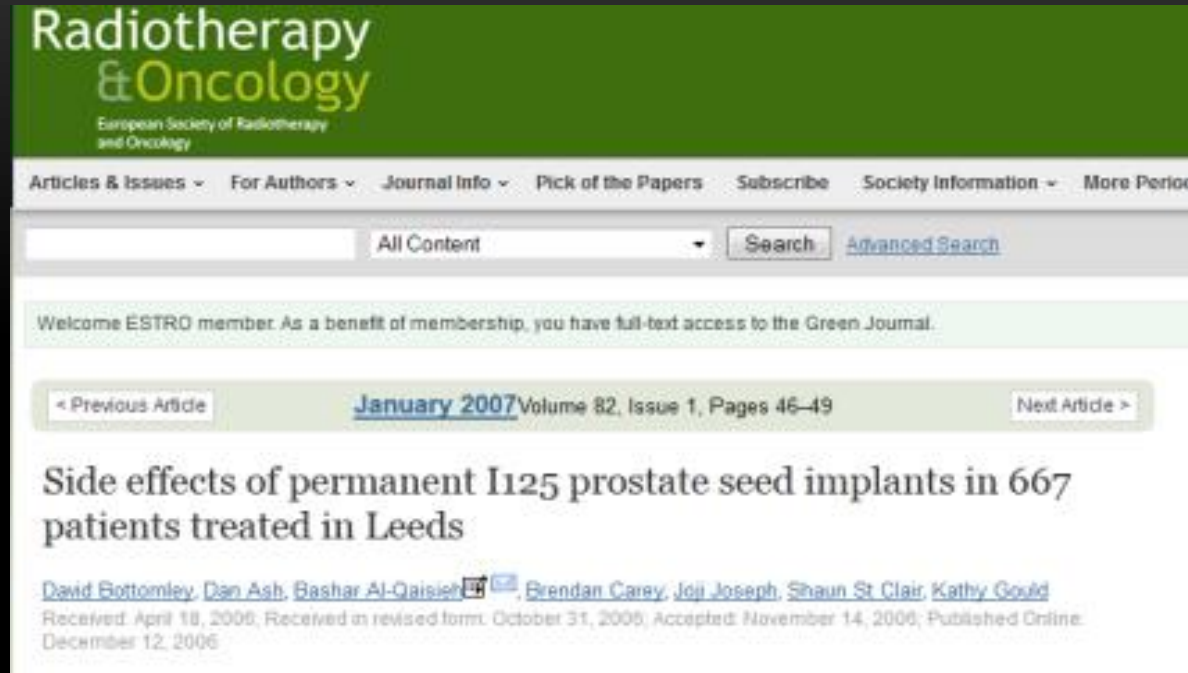 Radiotherapy
&Oncology
European Society of Radiotherapy
and Oncology
Articles & Issues For Authors Journal Info Pick of the Papers Subscribe Society Information More Perio
All Content Search Advanced Search
Welcome ESTRO member. As a benefit of membership, you have full-text access to the Green Journal.
< Previous Article January 2007 Volume 82, Issue 1, Pages 46–49 Next Article >
Side effects of permanent I125 prostate seed implants in 667
patients treated in Leeds
David Bottomley, Dan Ash, Bashar Al-Qaisieh, Brendan Carey, Joji Joseph, Shaun St Clair, Kathy Gould
Received: April 18, 2006; Received in revised form: October 31, 2006; Accepted: November 14, 2006; Published Online:
December 12, 2006